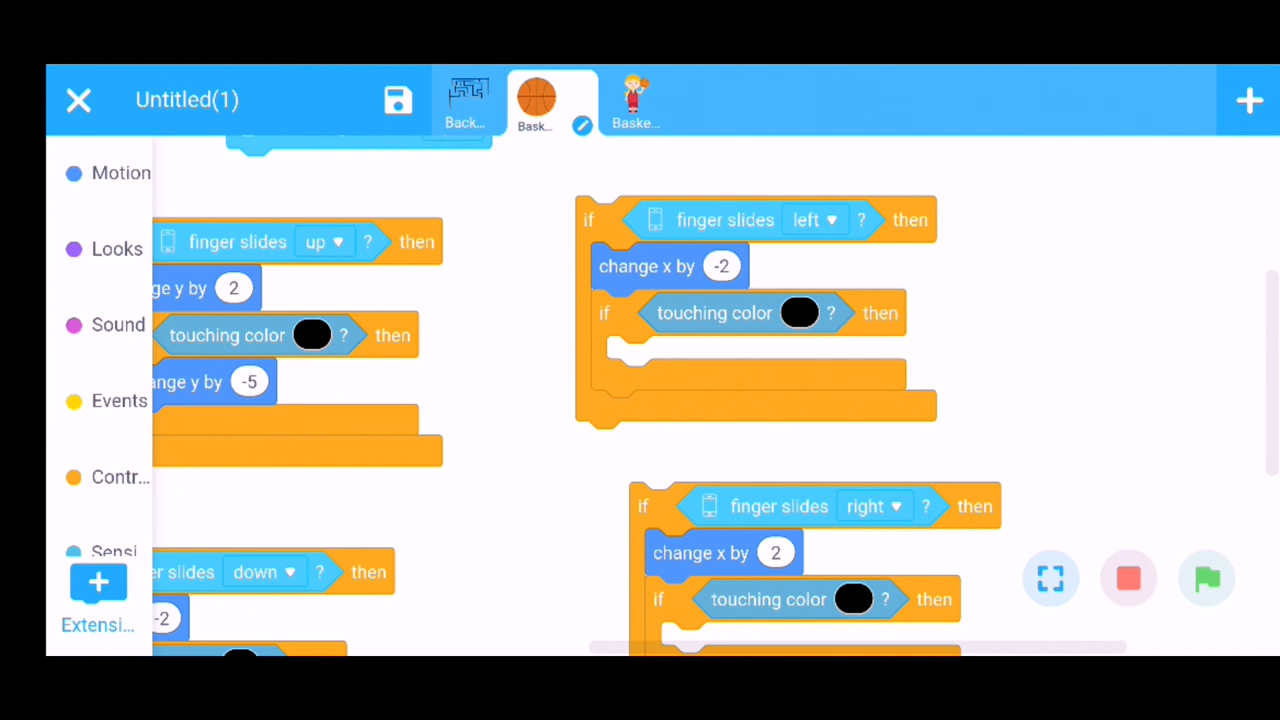 Untitled(1)
Back...
Bask...
Baske...
Motion
Looks
Sound
Events
Contr...
Sensi
Extensi...
finger slides up ? then
ge y by 2
touching color ? then
ange y by -5
er slides down ? then
-2
if finger slides left ? then
change x by -2
if touching color ? then
if finger slides right ? then
change x by 2
if touching color ? then